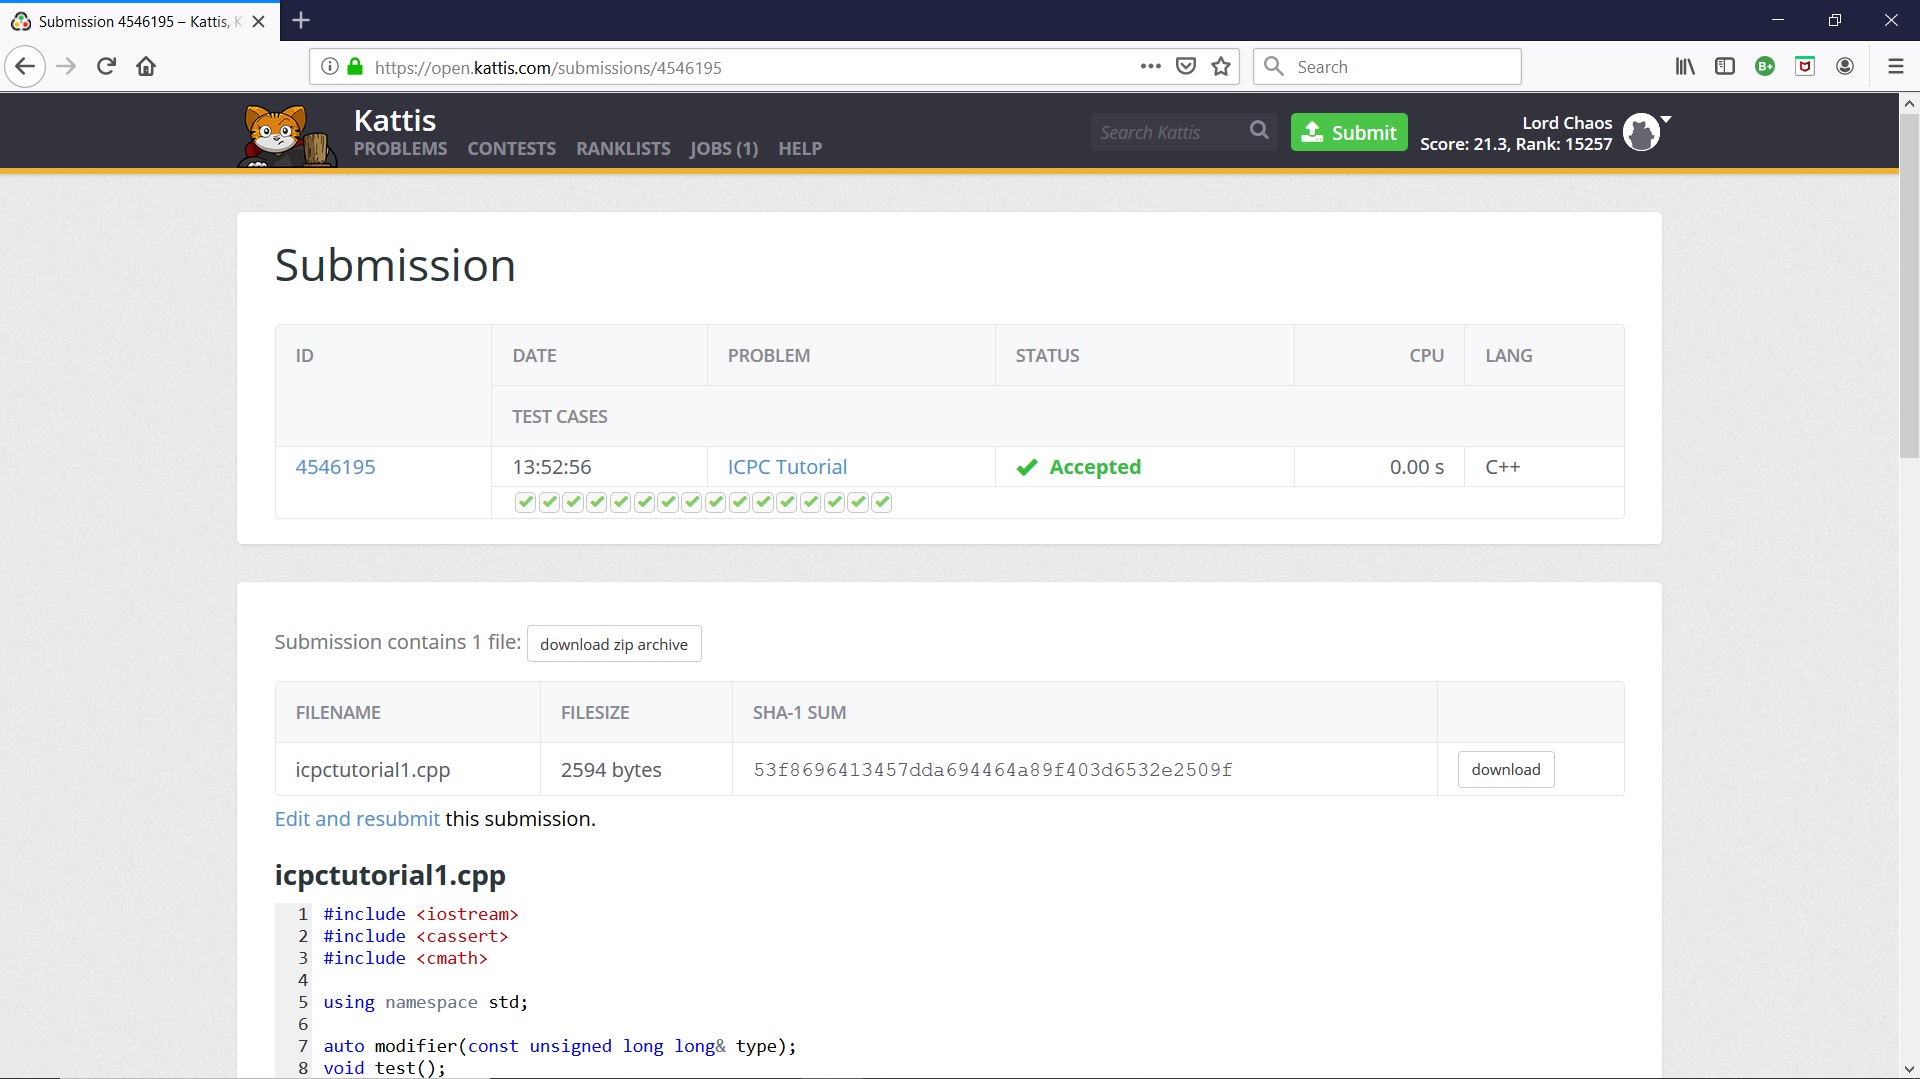 Submission 4546195 – Kattis, K
https://open.kattis.com/submissions/4546195
Search
Kattis
PROBLEMS CONTESTS RANKLISTS JOBS (1) HELP
Search Kattis
Submit
Lord Chaos
Score: 21.3, Rank: 15257
Submission
ID DATE PROBLEM STATUS CPU LANG
TEST CASES
4546195 13:52:56 ICPC Tutorial Accepted 0.00 s C++
Submission contains 1 file: download zip archive
FILENAME FILESIZE SHA-1 SUM
icpctutorial1.cpp 2594 bytes 53f8696413457dda694464a89f403d6532e2509f download
Edit and resubmit this submission.
icpctutorial1.cpp
1 #include <iostream>
2 #include <cassert>
3 #include <cmath>
4
5 using namespace std;
6
7 auto modifier(const unsigned long long& type);
8 void test();